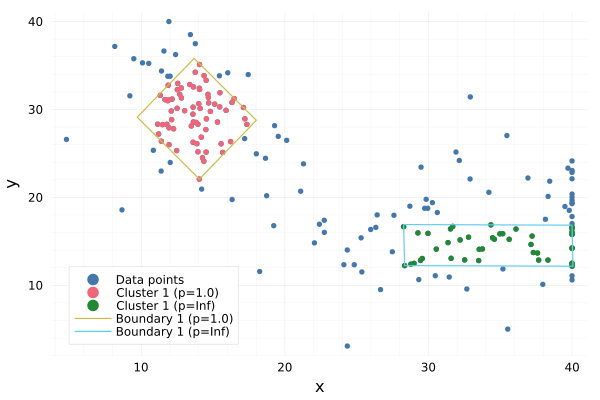 40
30
20
10
y
Data points
Cluster 1 (p=1.0)
Cluster 1 (p=Inf)
Boundary 1 (p=1.0)
Boundary 1 (p=Inf)
10 20 30 40
x